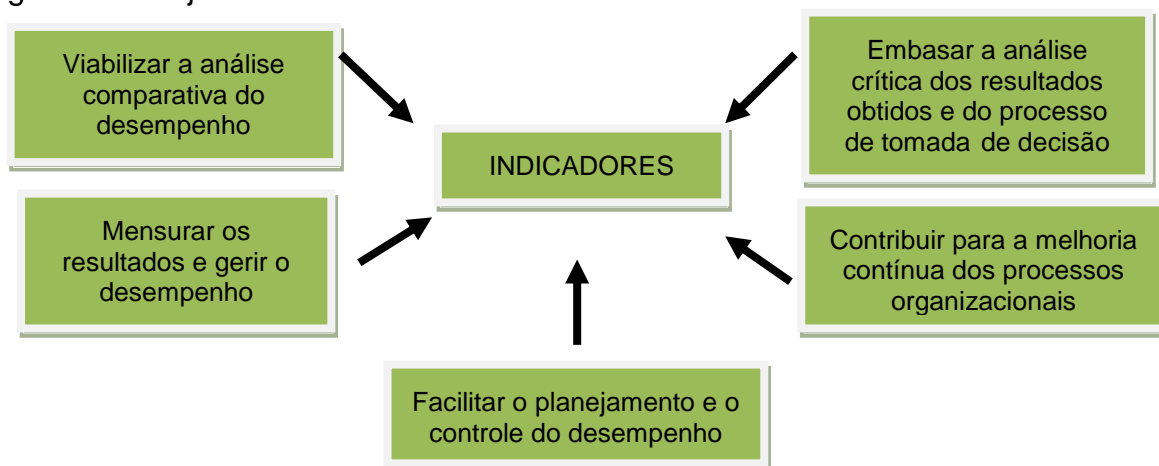 Viabilizar a análise
comparativa do
desempenho
Embasar a análise
crítica dos resultados
obtidos e do processo
de tomada de decisão
INDICADORES
Mensurar os
resultados e gerir o
desempenho
Contribuir para a melhoria
contínua dos processos
organizacionais
Facilitar o planejamento e o
controle do desempenho